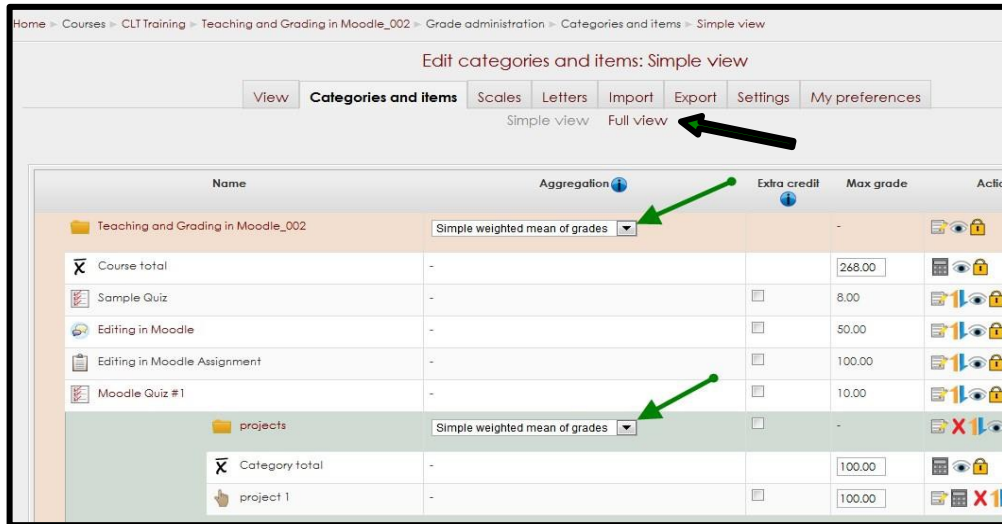 Home ► Courses ► CLT Training ► Teaching and Grading in Moodle_002 ► Grade administration ► Categories and items ► Simple view
Edit categories and items: Simple view
View Categories and items Scales Letters Import Export Settings My preferences
Simple view Full view
Name Aggregation Extra credit Max grade
Teaching and Grading in Moodle_002 Simple weighted mean of grades -
Course total - 268.00
Sample Quiz - 8.00
Editing in Moodle - 50.00
Editing in Moodle Assignment - 100.00
Moodle Quiz #1 - 10.00
projects Simple weighted mean of grades -
Category total - 100.00
project 1 - 100.00